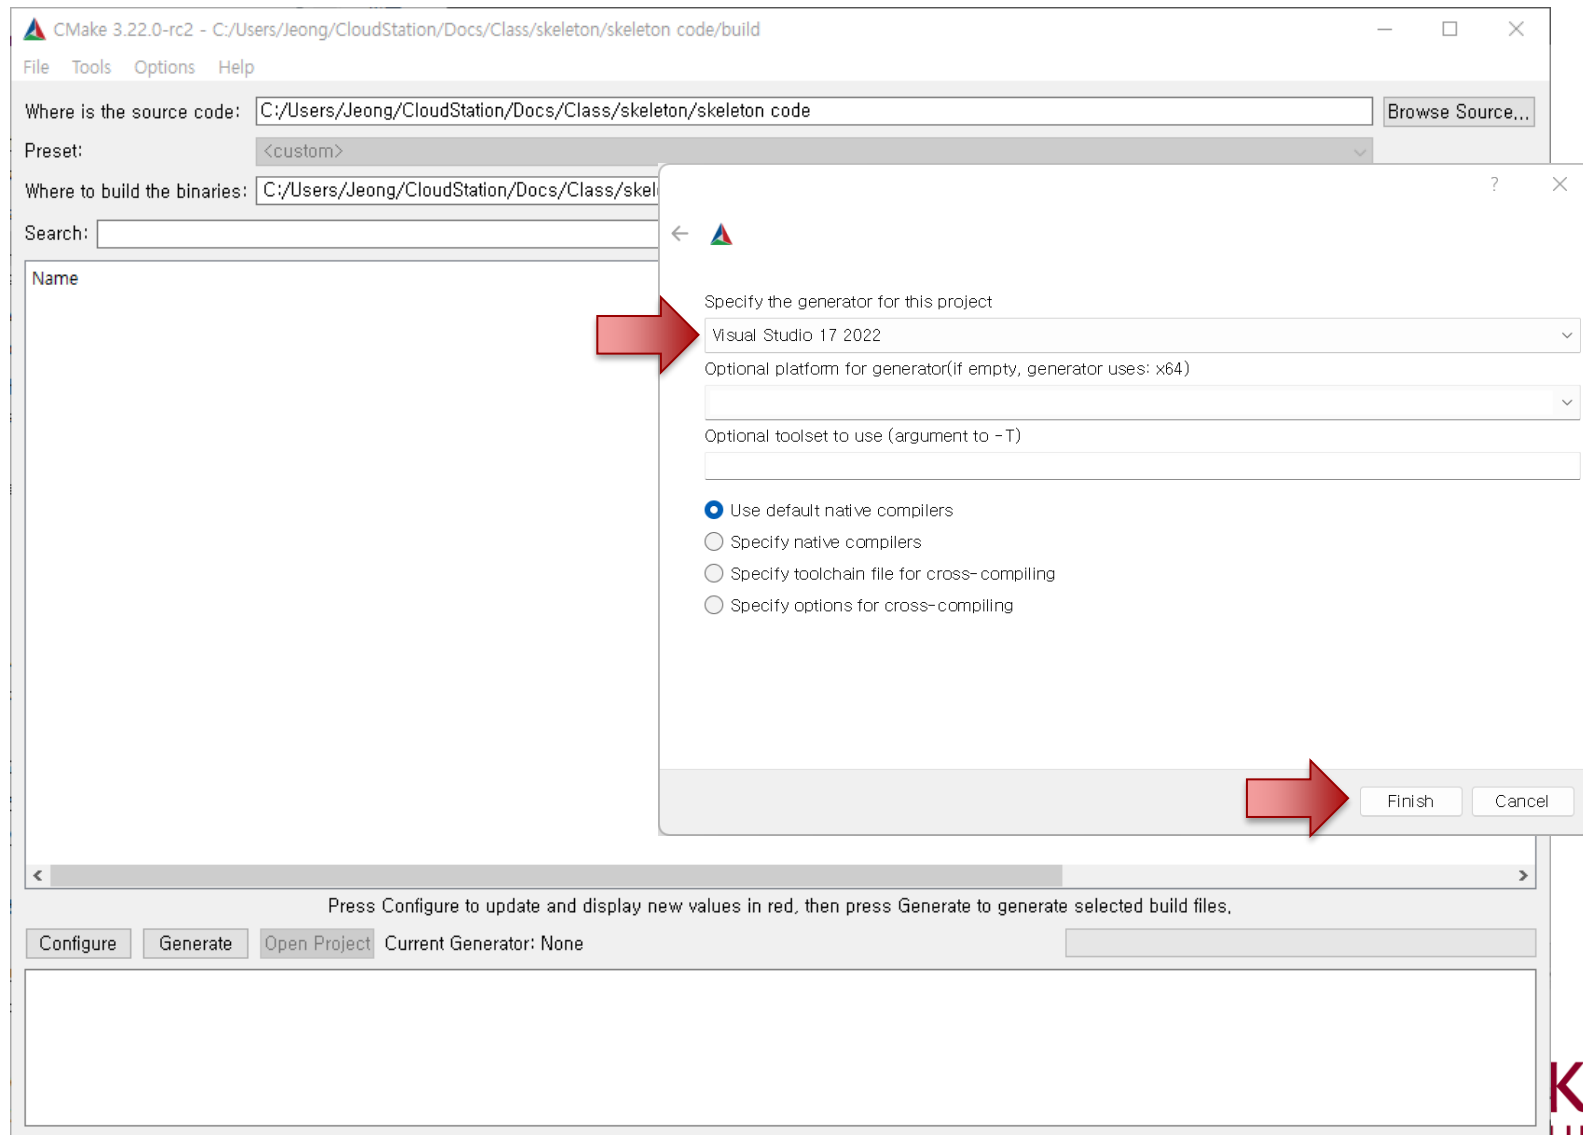 CMake 3.22.0-rc2 - C:/Users/Jeong/CloudStation/Docs/Class/skeleton/skeleton code/build
File Tools Options Help
Where is the source code: C:/Users/Jeong/CloudStation/Docs/Class/skeleton/skeleton code Browse Source...
Preset: <custom>
Where to build the binaries: C:/Users/Jeong/CloudStation/Docs/Class/skel
Search:
Name
Specify the generator for this project
Visual Studio 17 2022
Optional platform for generator(if empty, generator uses: x64)
Optional toolset to use (argument to -T)
Use default native compilers
Specify native compilers
Specify toolchain file for cross-compiling
Specify options for cross-compiling
Finish Cancel
Press Configure to update and display new values in red, then press Generate to generate selected build files.
Configure Generate Open Project Current Generator: None
K